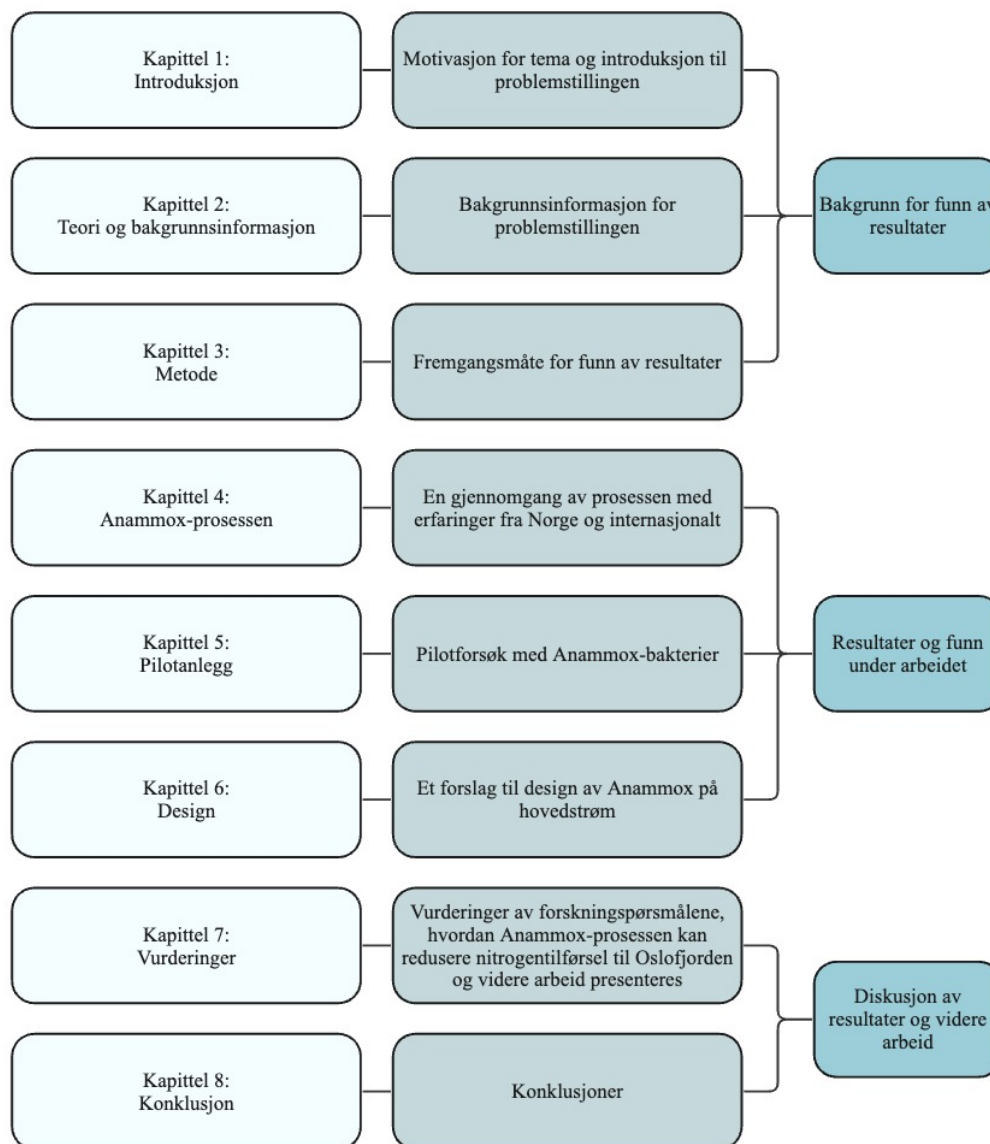 Kapittel 1:
Introduksjon
Motivasjon for tema og introduksjon til
problemstillingen
Kapittel 2:
Teori og bakgrunnsinformasjon
Bakgrunnsinformasjon for
problemstillingen
Bakgrunn for funn av
resultater
Kapittel 3:
Metode
Fremgangsmåte for funn av resultater
Kapittel 4:
Anammox-prosessen
En gjennomgang av prosessen med
erfaringer fra Norge og internasjonalt
Kapittel 5:
Pilotanlegg
Pilotforsøk med Anammox-bakterier
Resultater og funn
under arbeidet
Kapittel 6:
Design
Et forslag til design av Anammox på
hovedstrøm
Kapittel 7:
Vurderinger
Vurderinger av forskningspørsmålene,
hvordan Anammox-prosessen kan
redusere nitrogentilførsel til Oslofjorden
og videre arbeid presenteres
Diskusjon av
resultater og videre
arbeid
Kapittel 8:
Konklusjon
Konklusjoner